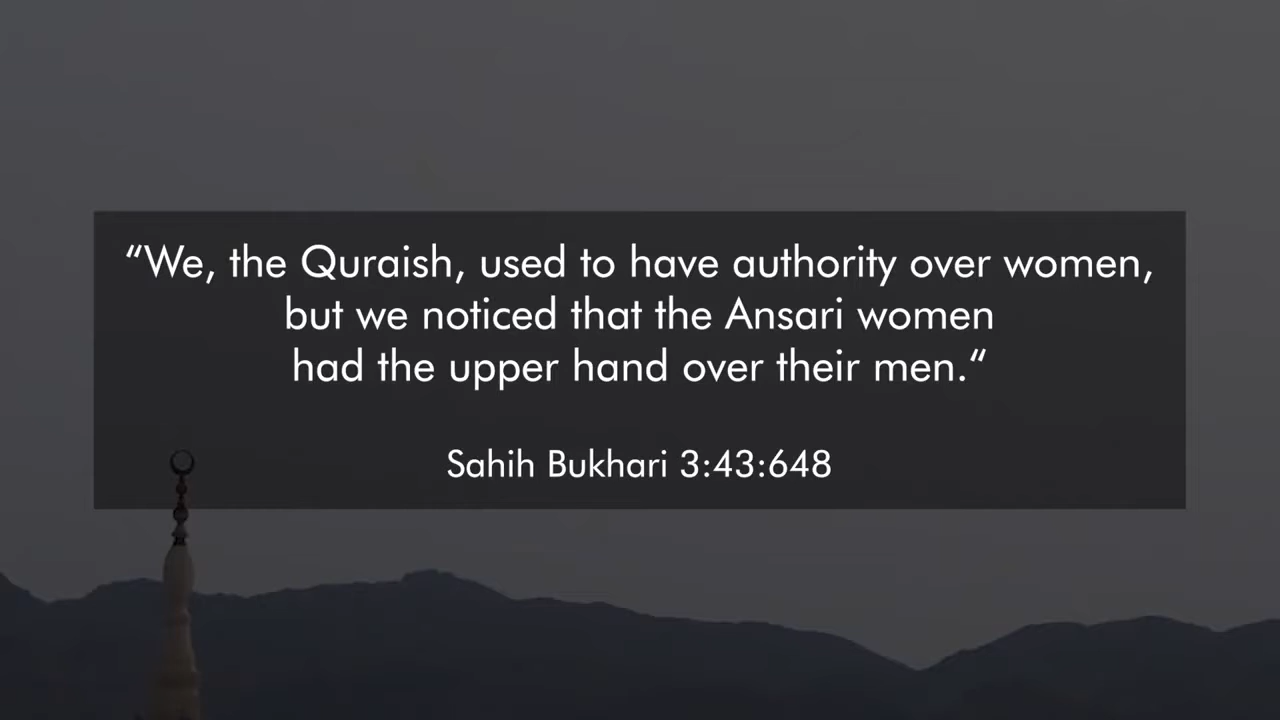 “We, the Quraish, used to have authority over women,
but we noticed that the Ansari women
had the upper hand over their men.“
Sahih Bukhari 3:43:648